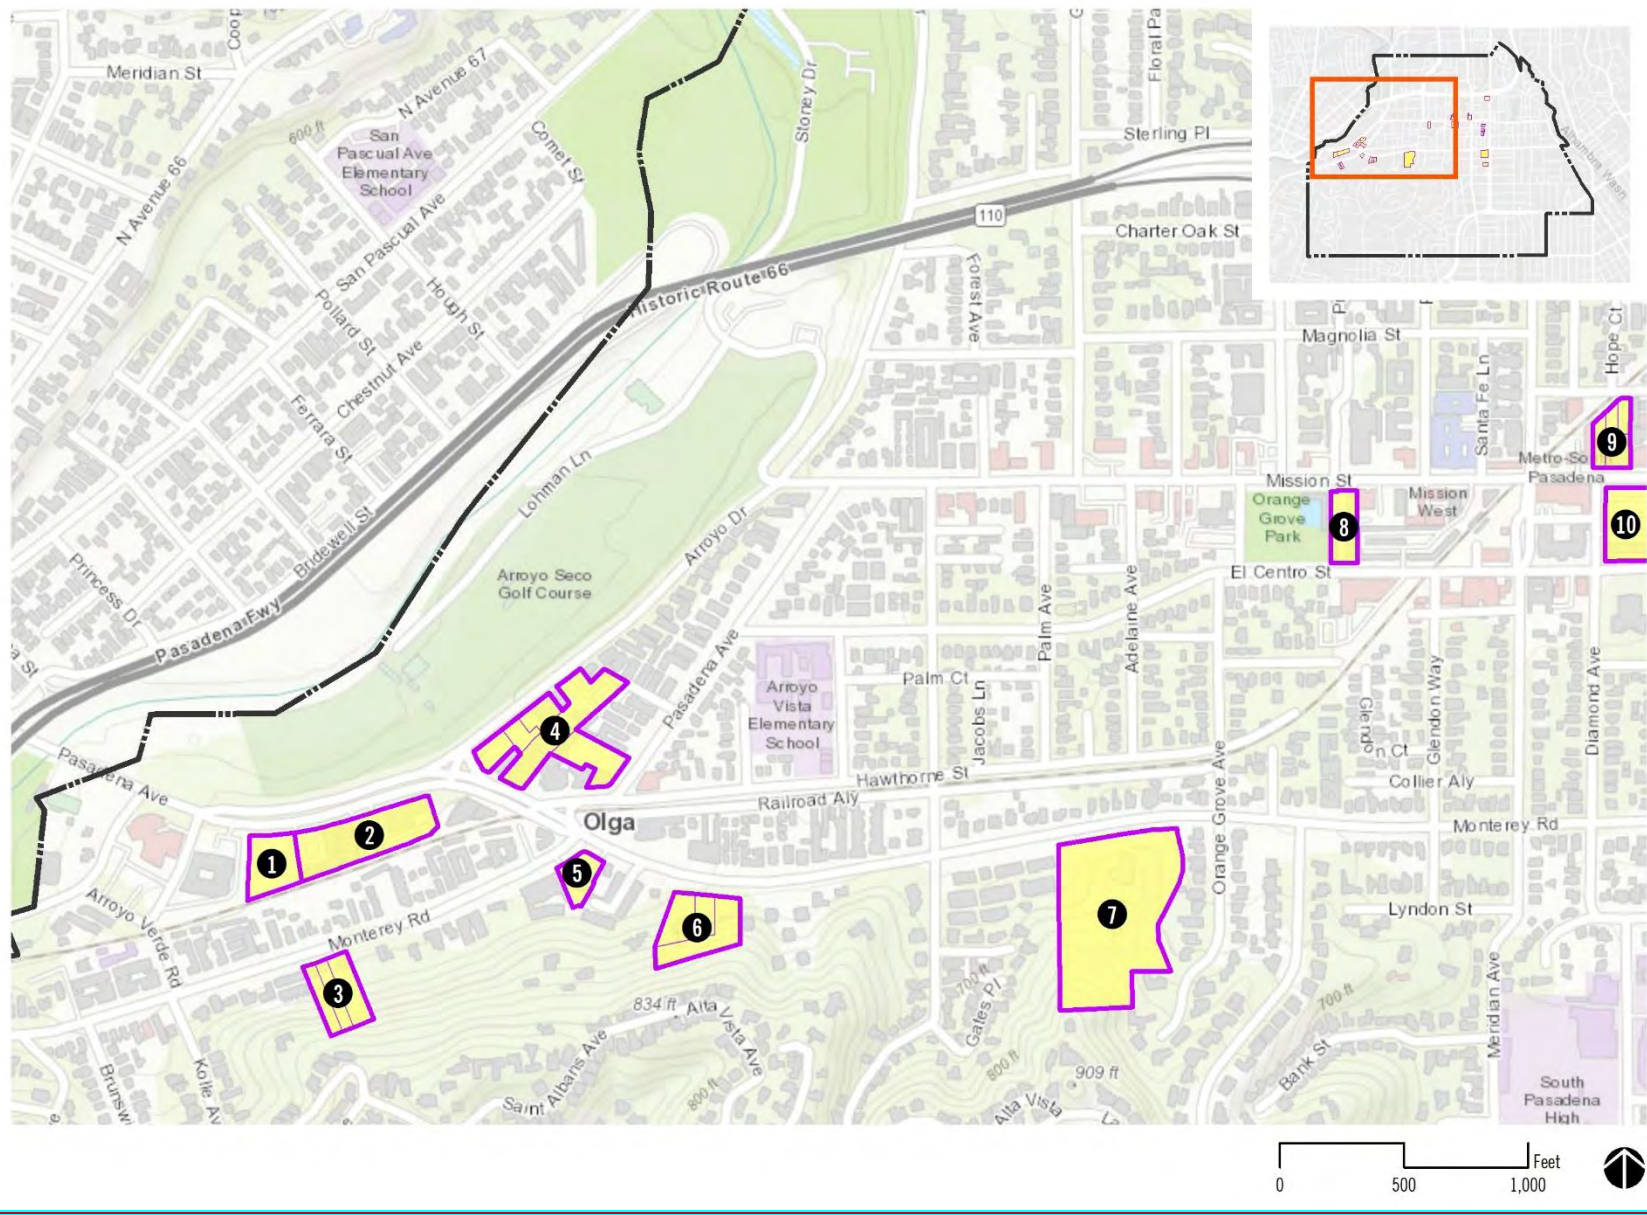 Coop
Meridian St
N Avenue 67
600 ft
San
Pascual Ave
Elementary
School
Comet St
Stoney Dr
Floral Pa
Sterling Pl
110
Charter Oak St
N Avenue 66
San Pascual Ave
Hough St
Pollard St
Chestnut Ave
Ferrara St
Historic Route 66
Forest Ave
Alhambra Wash
Magnolia St
Hope Ct
Santa Fe Ln
9
Metro-So
Pasadena
Lohman Ln
Bridewell St
Princess Dr
Pasadena Fwy
Arroyo Seco
Golf Course
Arroyo Dr
Mission St
Orange
Grove
Park
8
Mission
West
10
El Centro St
Palm Ave
Adelaine Ave
Pasadena Ave
Arroyo
Vista
Elementary
School
Palm Ct
Jacobs Ln
Glendo
n Ct
Glendon Way
Diamond Ave
4
Pasadena Ave
Hawthorne St
Railroad Aly
Collier Aly
Orange Grove Ave
Olga
Monterey Rd
1
2
5
6
7
Arroyo Verde Rd
Monterey Rd
Lyndon St
3
834 ft
Alta Vista Ave
700 ft
Gates Pl
700 ft
Meridian Ave
Saint Albans Ave
Kolle Av
Brunsw
800 ft
800 ft
909 ft
Alta Vista
Bank St
South
Pasadena
High
Feet
0
500
1,000